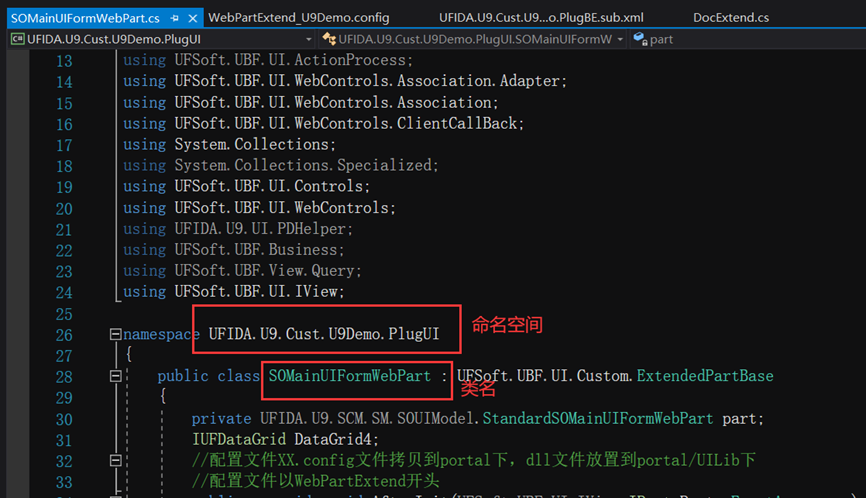 SOMainUIFormWebPart.cs WebPartExtend_U9Demo.config UFIDA.U9.Cust.U9...o.PlugBE.sub.xml DocExtend.cs
UFIDA.U9.Cust.U9Demo.PlugUI UFIDA.U9.Cust.U9Demo.PlugUI.SOMainUIFormW part
13 using UFSoft.UBF.UI.ActionProcess;
14 using UFSoft.UBF.UI.WebControls.Association.Adapter;
15 using UFSoft.UBF.UI.WebControls.Association;
16 using UFSoft.UBF.UI.WebControls.ClientCallBack;
17 using System.Collections;
18 using System.Collections.Specialized;
19 using UFSoft.UBF.UI.Controls;
20 using UFSoft.UBF.UI.WebControls;
21 using UFIDA.U9.UI.PDHelper;
22 using UFSoft.UBF.Business;
23 using UFSoft.UBF.View.Query;
24 using UFSoft.UBF.UI.IView;
25
26 namespace UFIDA.U9.Cust.U9Demo.PlugUI 命名空间
27 {
28 public class SOMainUIFormWebPart : UFSoft.UBF.UI.Custom.ExtendedPartBase
类名
29 {
30 private UFIDA.U9.SCM.SM.SOUIModel.StandardSOMainUIFormWebPart part;
31 IUFDataGrid DataGrid4;
32 //配置文件XX.config文件拷贝到portal下，dll文件放置到portal/UILib下
33 //配置文件以WebPartExtend开头